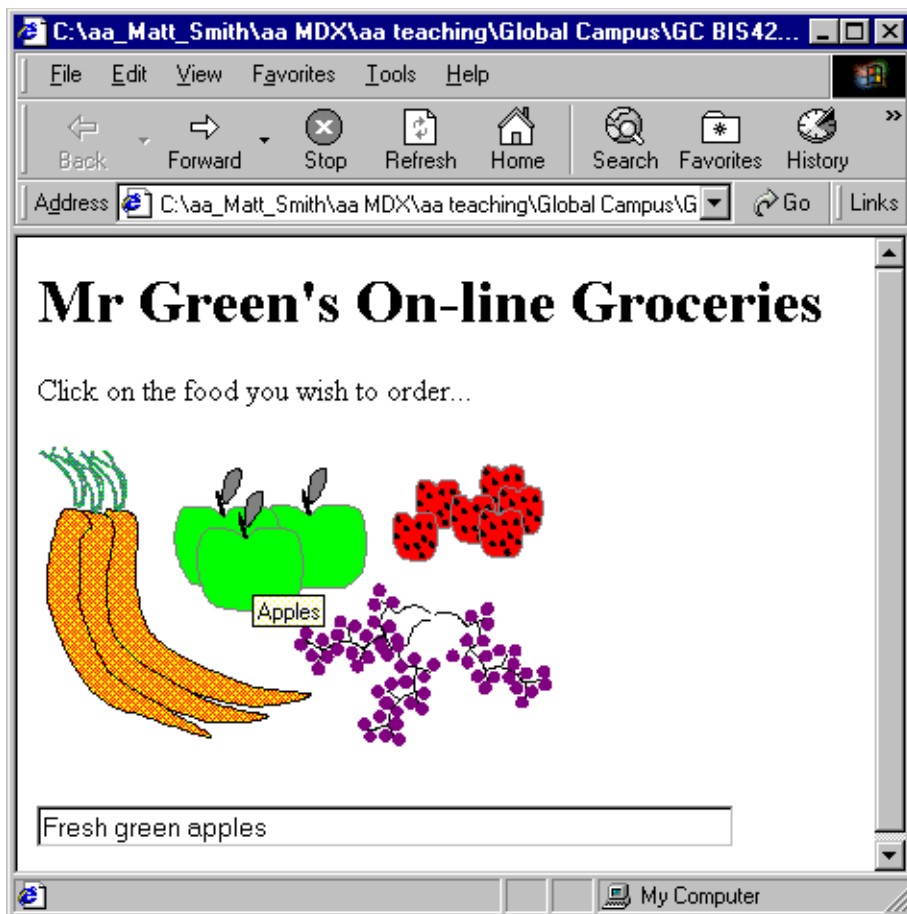 C:\aa_Matt_Smith\aa MDX\aa teaching\Global Campus\GC BIS42...
File Edit View Favorites Tools Help
Back Forward Stop Refresh Home Search Favorites History »
Address C:\aa_Matt_Smith\aa MDX\aa teaching\Global Campus\G Go Links
Mr Green's On-line Groceries
Click on the food you wish to order...
Apples
Fresh green apples
My Computer